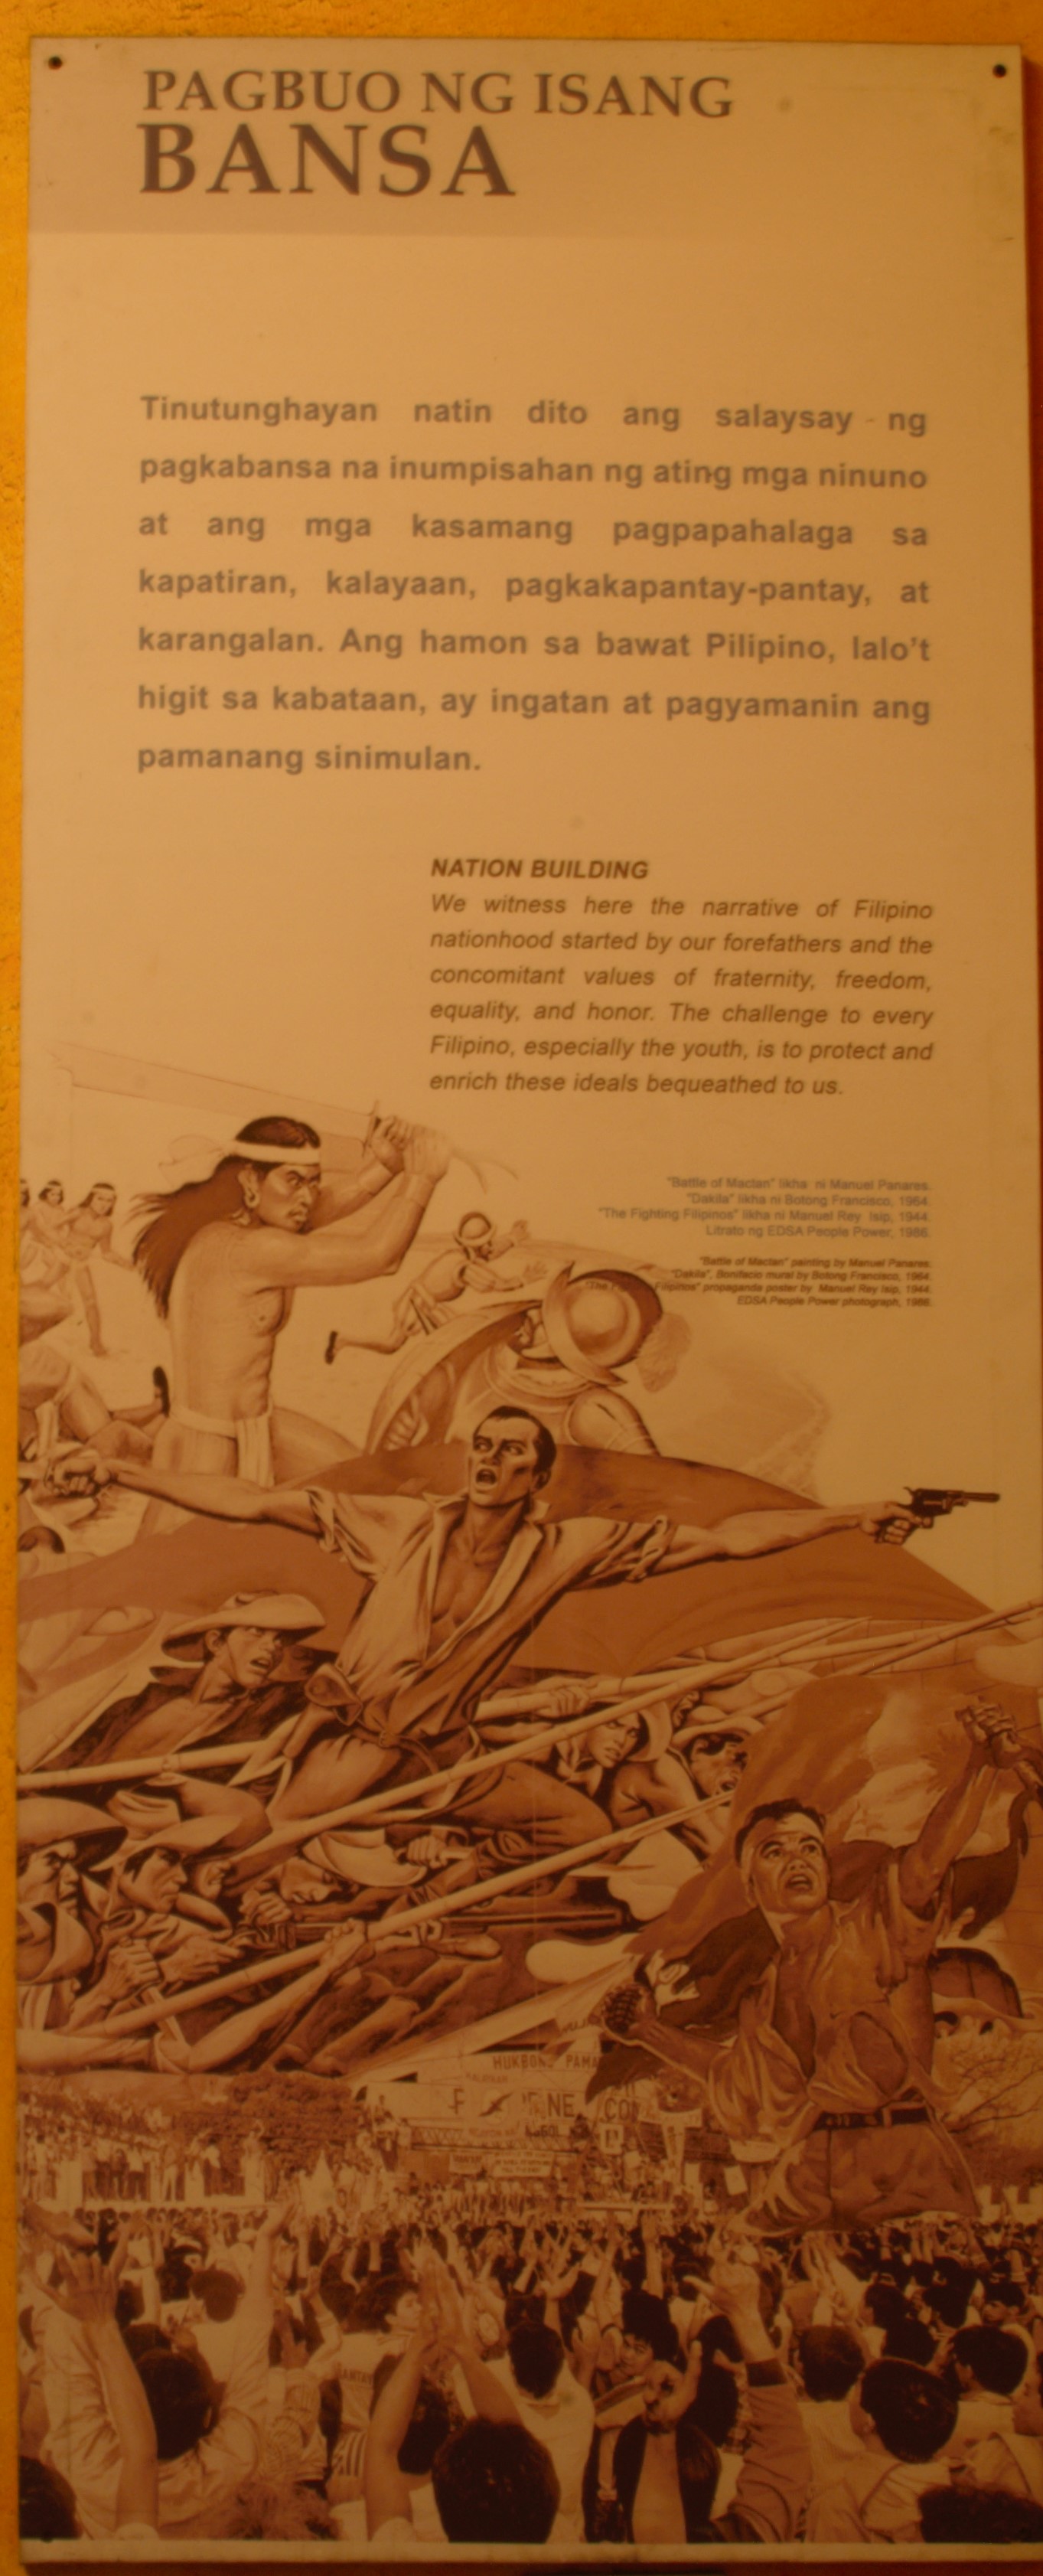 PAGBUO NG ISANG
BANSA
Tinutunghayan natin dito ang salaysay ng
pagkabansa na inumpisahan ng ating mga ninuno
at ang mga kasamang pagpapahalaga sa
kapatiran, kalayaan, pagkakapantay-pantay, at
karangalan. Ang hamon sa bawat Pilipino, lalo't
higit sa kabataan, ay ingatan at pagyamanin ang
pamanang sinimulan.
NATION BUILDING
We witness here the narrative of Filipino
nationhood started by our forefathers and the
concomitant values of fraternity, freedom,
equality, and honor. The challenge to every
Filipino, especially the youth, is to protect and
enrich these ideals bequeathed to us.
"Battle of Mactan" likha ni Manuel Panares.
"Dakila" likha ni Botong Francisco, 1964.
"The Fighting Filipinos" likha ni Manuel Rey Isip, 1944.
Litrato ng EDSA People Power, 1986.
"Battle of Mactan" painting by Manuel Panares.
"Dakila", Bonifacio mural by Botong Francisco, 1964.
"The Filipinos" propaganda poster by Manuel Rey Isip, 1944.
EDSA People Power photograph, 1986.
HUKBONG